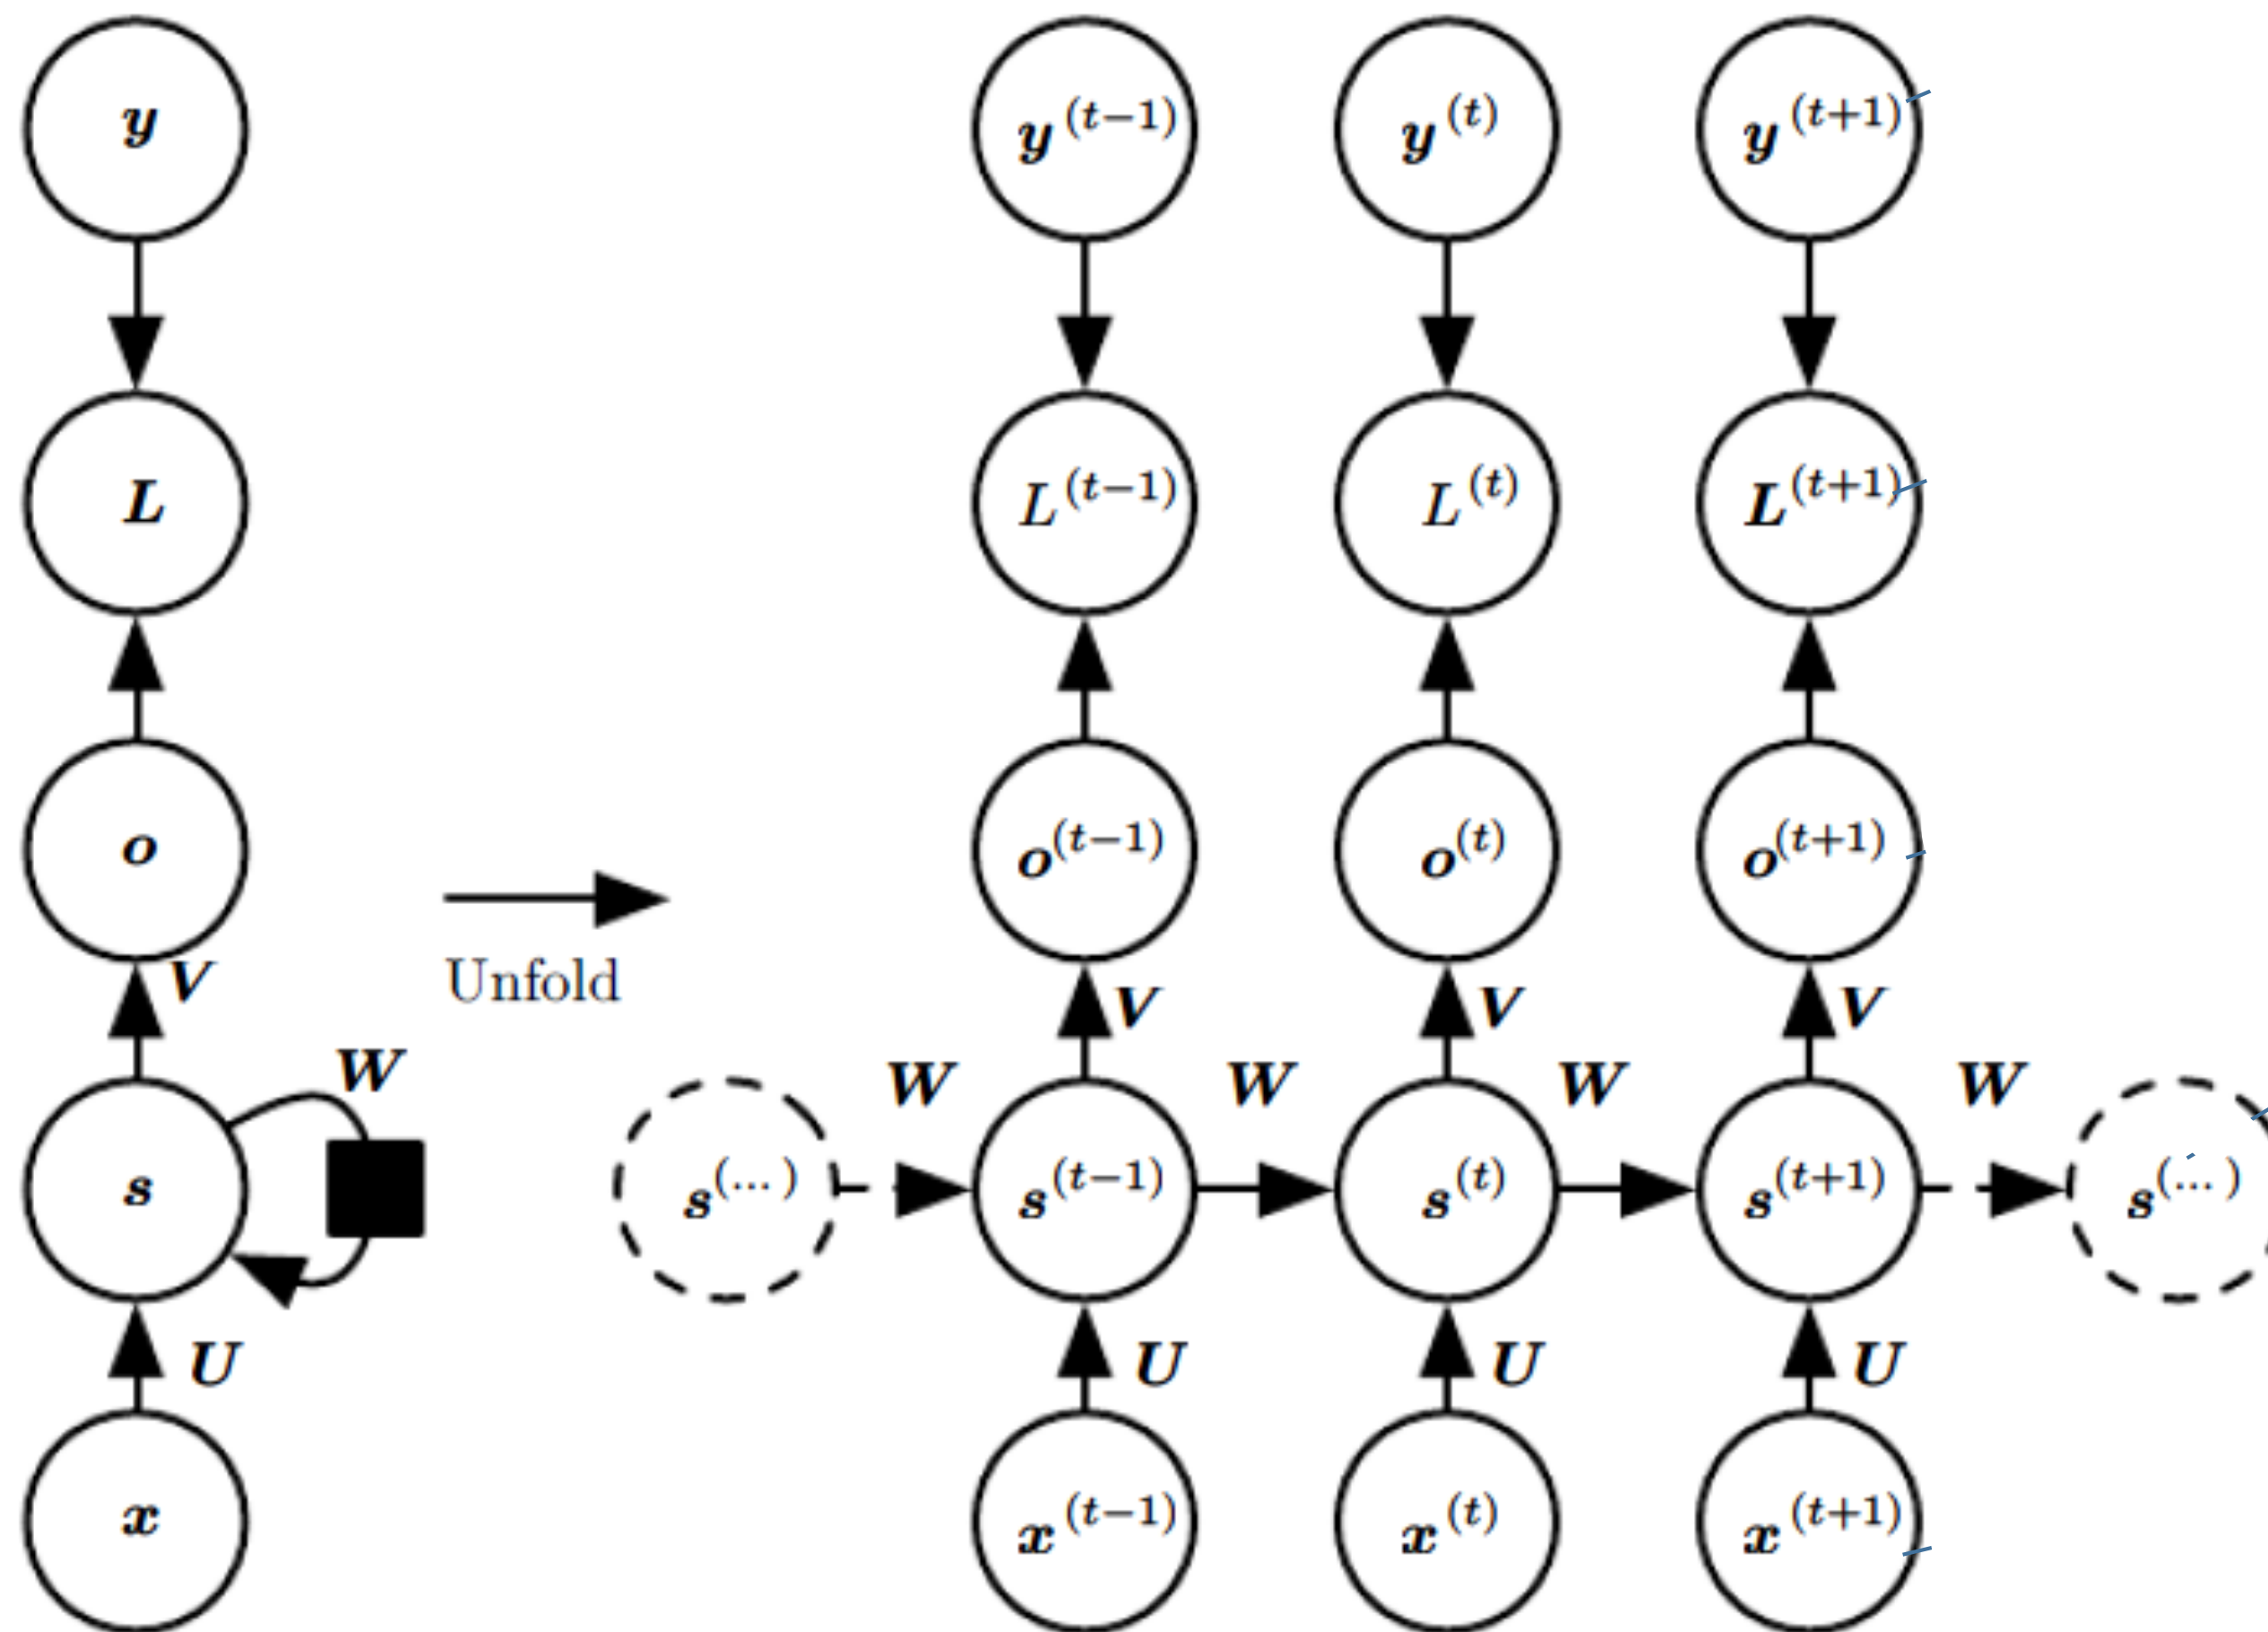 y y(t−1) y(t) y(t+1)
L L(t−1) L(t) L(t+1)
o o(t−1) o(t) o(t+1)
Unfold
V V V V
W W W W W
s s(...) s(t−1) s(t) s(t+1) s(...)
U U U U
x x(t−1) x(t) x(t+1)